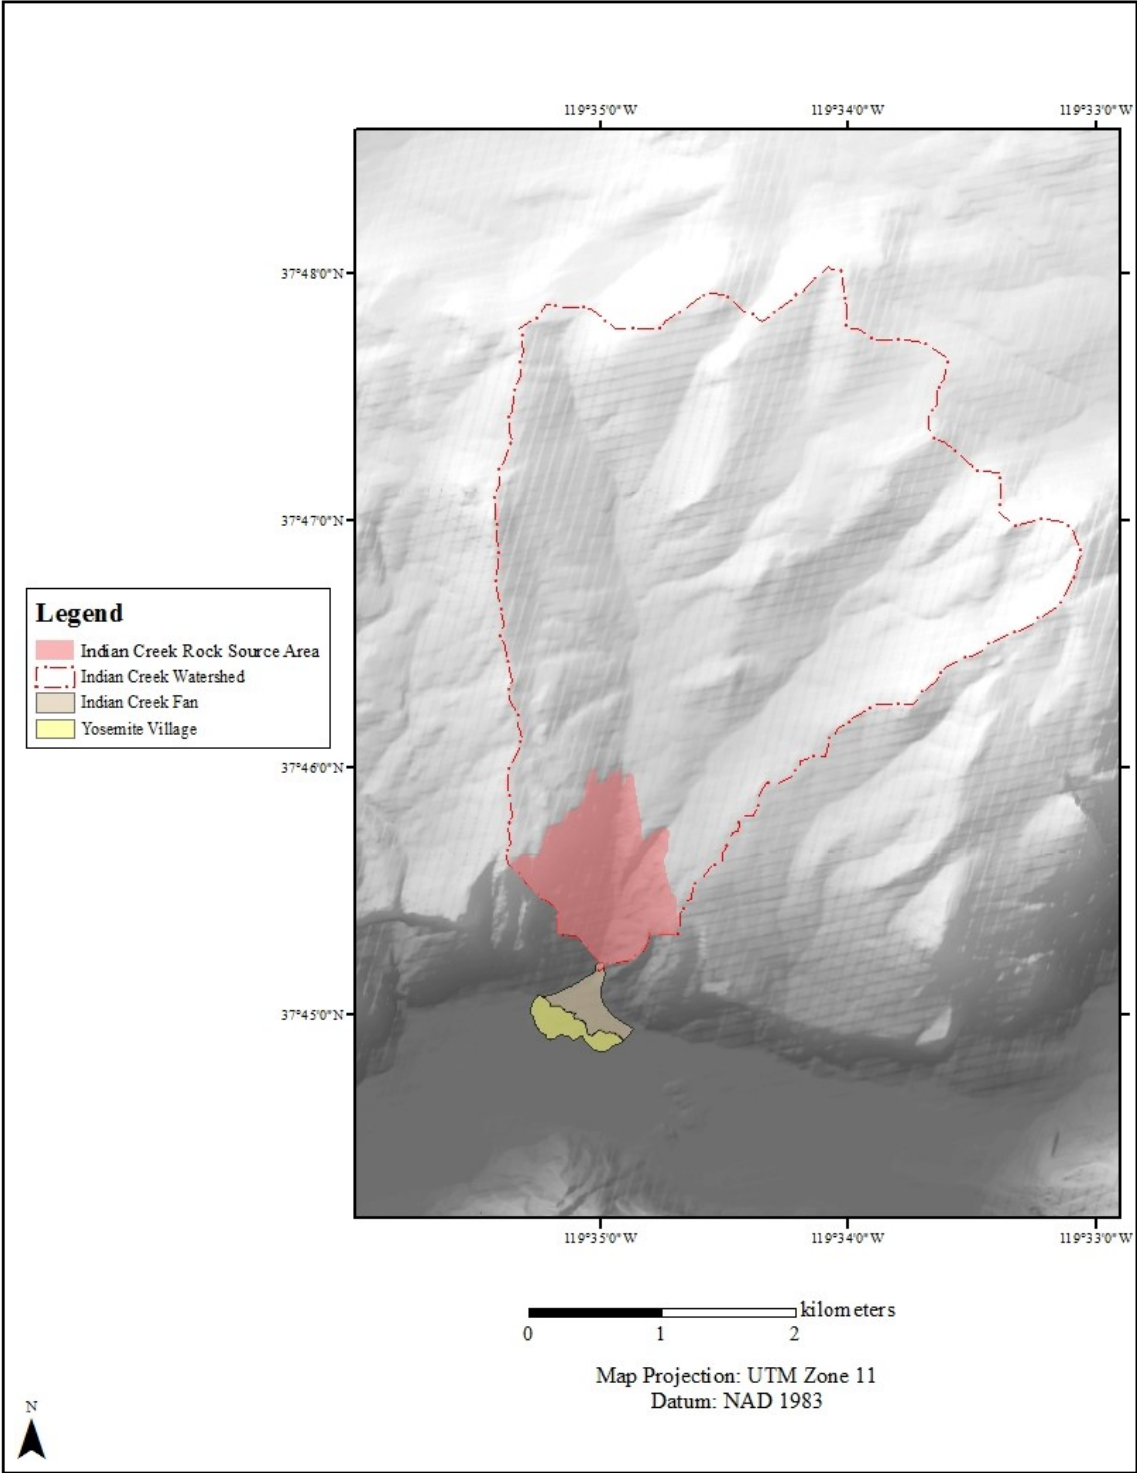 119°35'0"W 119°34'0"W 119°33'0"W
37°48'0"N
37°47'0"N
Legend
Indian Creek Rock Source Area
Indian Creek Watershed
Indian Creek Fan
Yosemite Village
37°46'0"N
37°45'0"N
119°35'0"W 119°34'0"W 119°33'0"W
kilometers
0 1 2
Map Projection: UTM Zone 11
Datum: NAD 1983
N